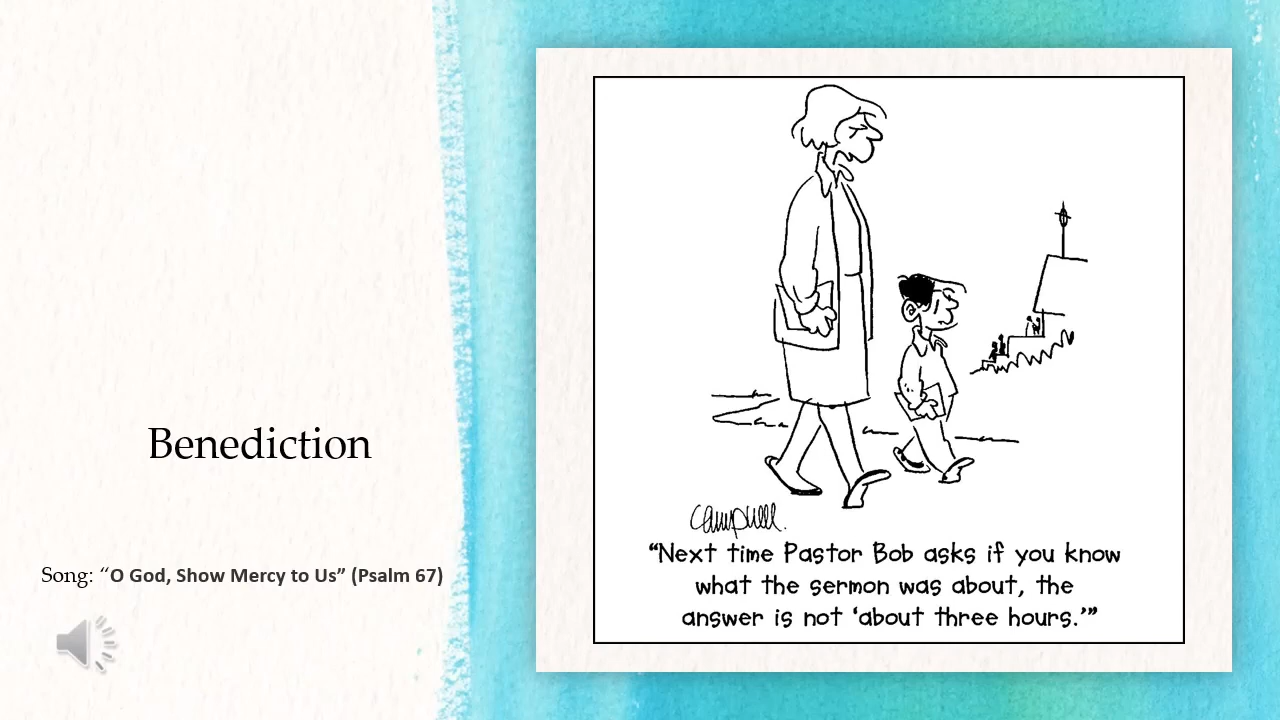 Benediction
Song: “O God, Show Mercy to Us” (Psalm 67)
Campbell.
“Next time Pastor Bob asks if you know
what the sermon was about, the
answer is not ‘about three hours.’”